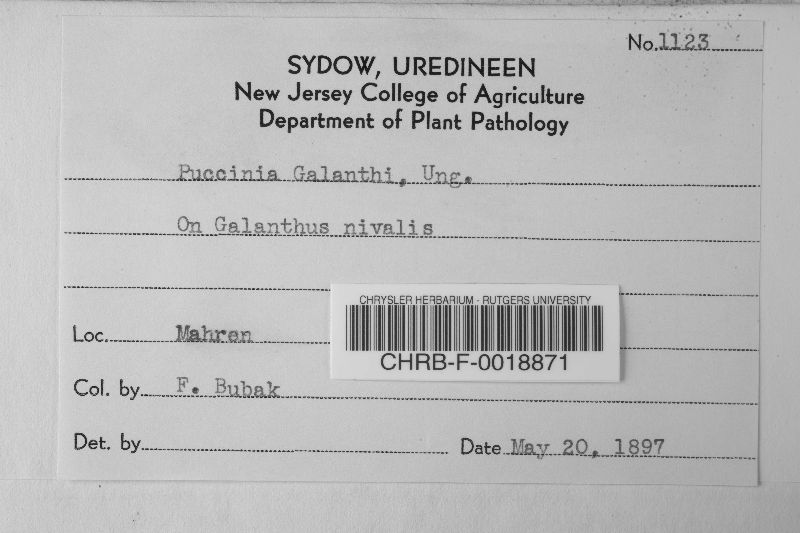 No. 1123
SYDOW, UREDINEEN
New Jersey College of Agriculture
Department of Plant Pathology
Puccinia Galanthi, Ung.
On Galanthus nivalis
CHRYSLER HERBARIUM - RUTGERS UNIVERSITY
CHRB-F-0018871
Loc. Mahren
Col. by F. Bubak
Det. by
Date May 20, 1897